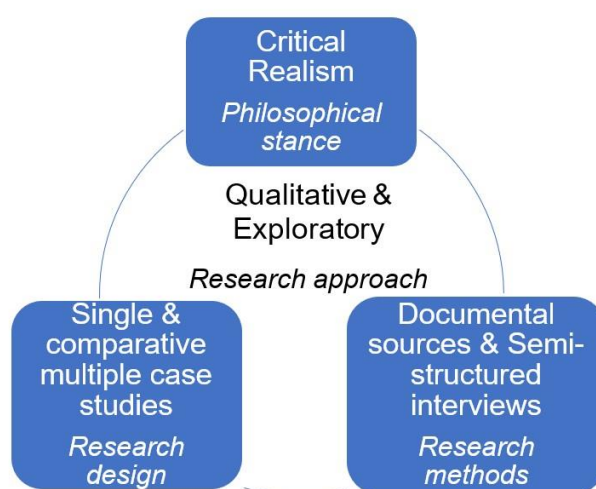 Critical
Realism
Philosophical
stance
Qualitative &
Exploratory
Research approach
Single &
comparative
multiple case
studies
Research
design
Documental
sources & Semi-
structured
interviews
Research
methods